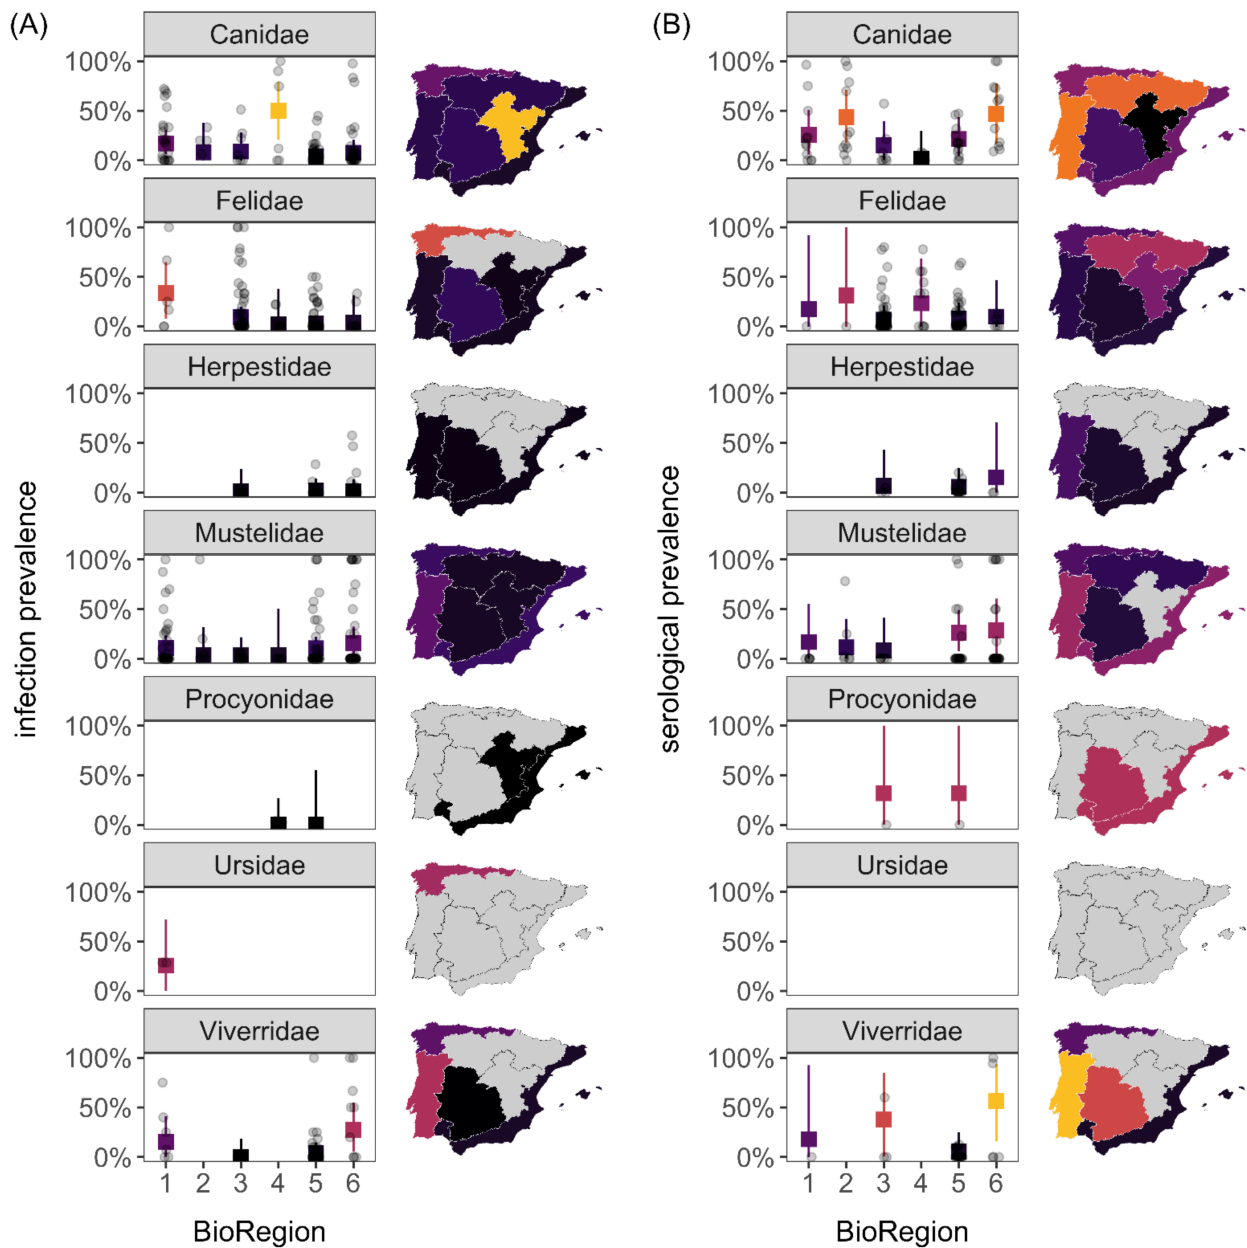 (A)
Canidae
100%
50%
0%
Felidae
100%
50%
0%
Herpestidae
100%
50%
0%
Mustelidae
100%
50%
0%
Procyonidae
100%
50%
0%
Ursidae
100%
50%
0%
Viverridae
100%
50%
0%
1 2 3 4 5 6
BioRegion
infection prevalence
(B)
Canidae
100%
50%
0%
Felidae
100%
50%
0%
Herpestidae
100%
50%
0%
Mustelidae
100%
50%
0%
Procyonidae
100%
50%
0%
Ursidae
100%
50%
0%
Viverridae
100%
50%
0%
1 2 3 4 5 6
BioRegion
serological prevalence